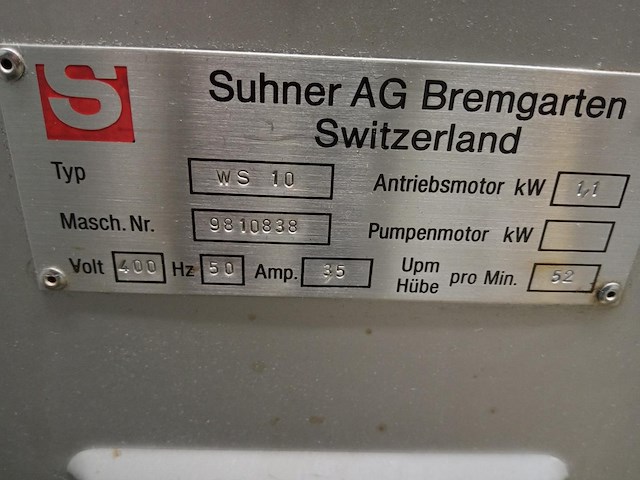 S
Suhner AG Bremgarten
Switzerland
Typ WS 10 Antriebsmotor kW 1,1
Masch. Nr. 9810838 Pumpenmotor kW
Volt 400 Hz 50 Amp. 35 Upm Hübe pro Min. 52